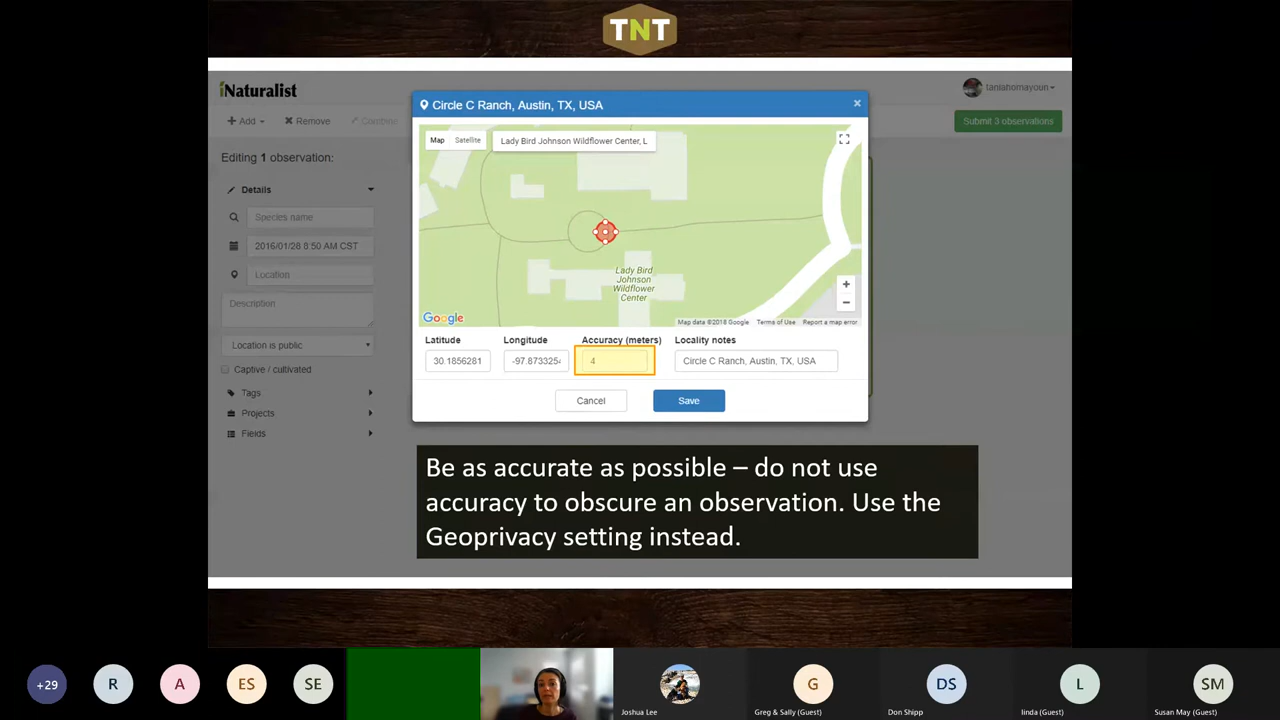 TNT
iNaturalist
taniahomayoun
Add
Remove
Combine
Submit 3 observations
Editing 1 observation:
Details
Species name
2016/01/28 8:50 AM CST
Location
Description
Location is public
Captive / cultivated
Tags
Projects
Fields
Circle C Ranch, Austin, TX, USA
×
Map
Satellite
Lady Bird Johnson Wildflower Center, L
Lady Bird
Johnson
Wildflower
Center
+
−
Google
Map data ©2018 Google
Terms of Use
Report a map error
Latitude
Longitude
Accuracy (meters)
Locality notes
30.1856281
-97.873325
4
Circle C Ranch, Austin, TX, USA
Cancel
Save
Be as accurate as possible – do not use
accuracy to obscure an observation. Use the
Geoprivacy setting instead.
+29
R
A
ES
SE
Joshua Lee
G
Greg & Sally (Guest)
DS
Don Shipp
L
linda (Guest)
SM
Susan May (Guest)